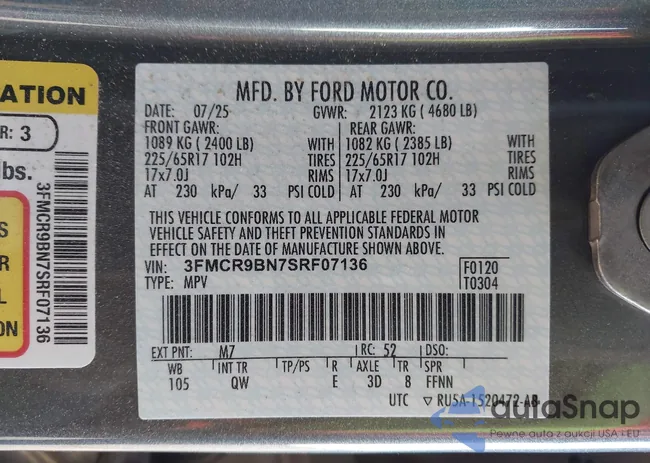 ATION
R: 3
lbs.
S
ER
L
ION
3FMCR9BN7SRF07136
MFD. BY FORD MOTOR CO.
DATE: 07/25 GVWR: 2123 KG ( 4680 LB)
FRONT GAWR: REAR GAWR:
1089 KG ( 2400 LB) WITH 1082 KG ( 2385 LB) WITH
225/65R17 102H TIRES 225/65R17 102H TIRES
17x7.0J RIMS 17x7.0J RIMS
AT 230 kPa/ 33 PSI COLD AT 230 kPa/ 33 PSI COLD
THIS VEHICLE CONFORMS TO ALL APPLICABLE FEDERAL MOTOR
VEHICLE SAFETY AND THEFT PREVENTION STANDARDS IN
EFFECT ON THE DATE OF MANUFACTURE SHOWN ABOVE.
VIN: 3FMCR9BN7SRF07136 F0120
TYPE: MPV T0304
EXT PNT: M7 RC: 52 DSO:
WB INT TR TP/PS R AXLE TR SPR
105 QW E 3D 8 FFNN
UTC ▽ RU5A-1520472-AB
autaSnap
Pewne auta z aukcji USA i EU